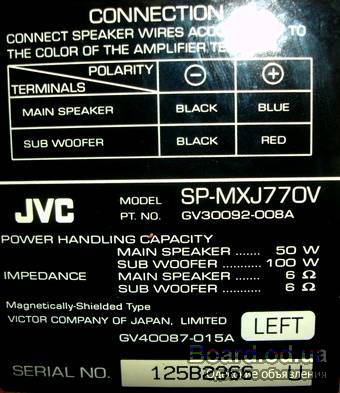 CONNECTION
CONNECT SPEAKER WIRES TO
THE COLOR OF THE AMPLIFIER
POLARITY ⊖ ⊕
TERMINALS
MAIN SPEAKER BLACK BLUE
SUB WOOFER BLACK RED
JVC MODEL SP-MXJ770V
PT. NO. GV30092-008A
POWER HANDLING CAPACITY
MAIN SPEAKER ....... 50 W
SUB WOOFER ........... 100 W
IMPEDANCE MAIN SPEAKER ....... 6 Ω
SUB WOOFER ........... 6 Ω
Magnetically-Shielded Type
VICTOR COMPANY OF JAPAN, LIMITED
GV40087-015A LEFT
Board.od.ua
Одесские объявления
SERIAL NO.